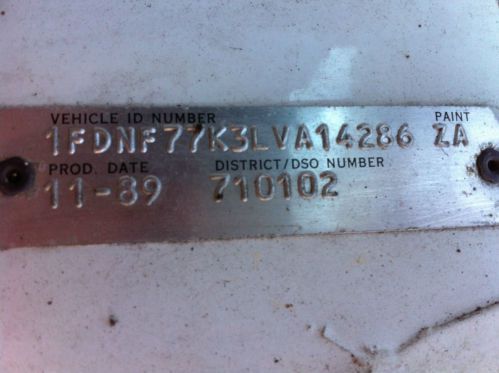 VEHICLE ID NUMBER PAINT
1FDNF77K3LVA14286 ZA
PROD. DATE DISTRICT/DSO NUMBER
11-89 710102